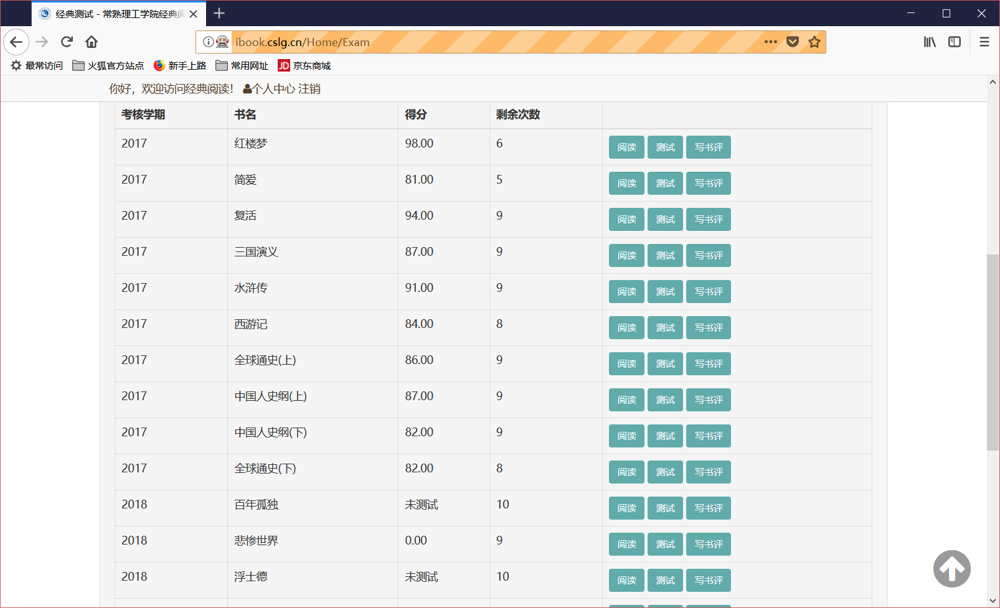 经典测试 - 常熟理工学院经典阅
ibook.cslg.cn/Home/Exam
最常访问 火狐官方站点 新手上路 常用网址 JD 京东商城
你好，欢迎访问经典阅读！ 个人中心 注销
考核学期 书名 得分 剩余次数
2017 红楼梦 98.00 6 阅读 测试 写书评
2017 简爱 81.00 5 阅读 测试 写书评
2017 复活 94.00 9 阅读 测试 写书评
2017 三国演义 87.00 9 阅读 测试 写书评
2017 水浒传 91.00 9 阅读 测试 写书评
2017 西游记 84.00 8 阅读 测试 写书评
2017 全球通史(上) 86.00 9 阅读 测试 写书评
2017 中国人史纲(上) 87.00 9 阅读 测试 写书评
2017 中国人史纲(下) 82.00 9 阅读 测试 写书评
2017 全球通史(下) 82.00 8 阅读 测试 写书评
2018 百年孤独 未测试 10 阅读 测试 写书评
2018 悲惨世界 0.00 9 阅读 测试 写书评
2018 浮士德 未测试 10 阅读 测试 写书评